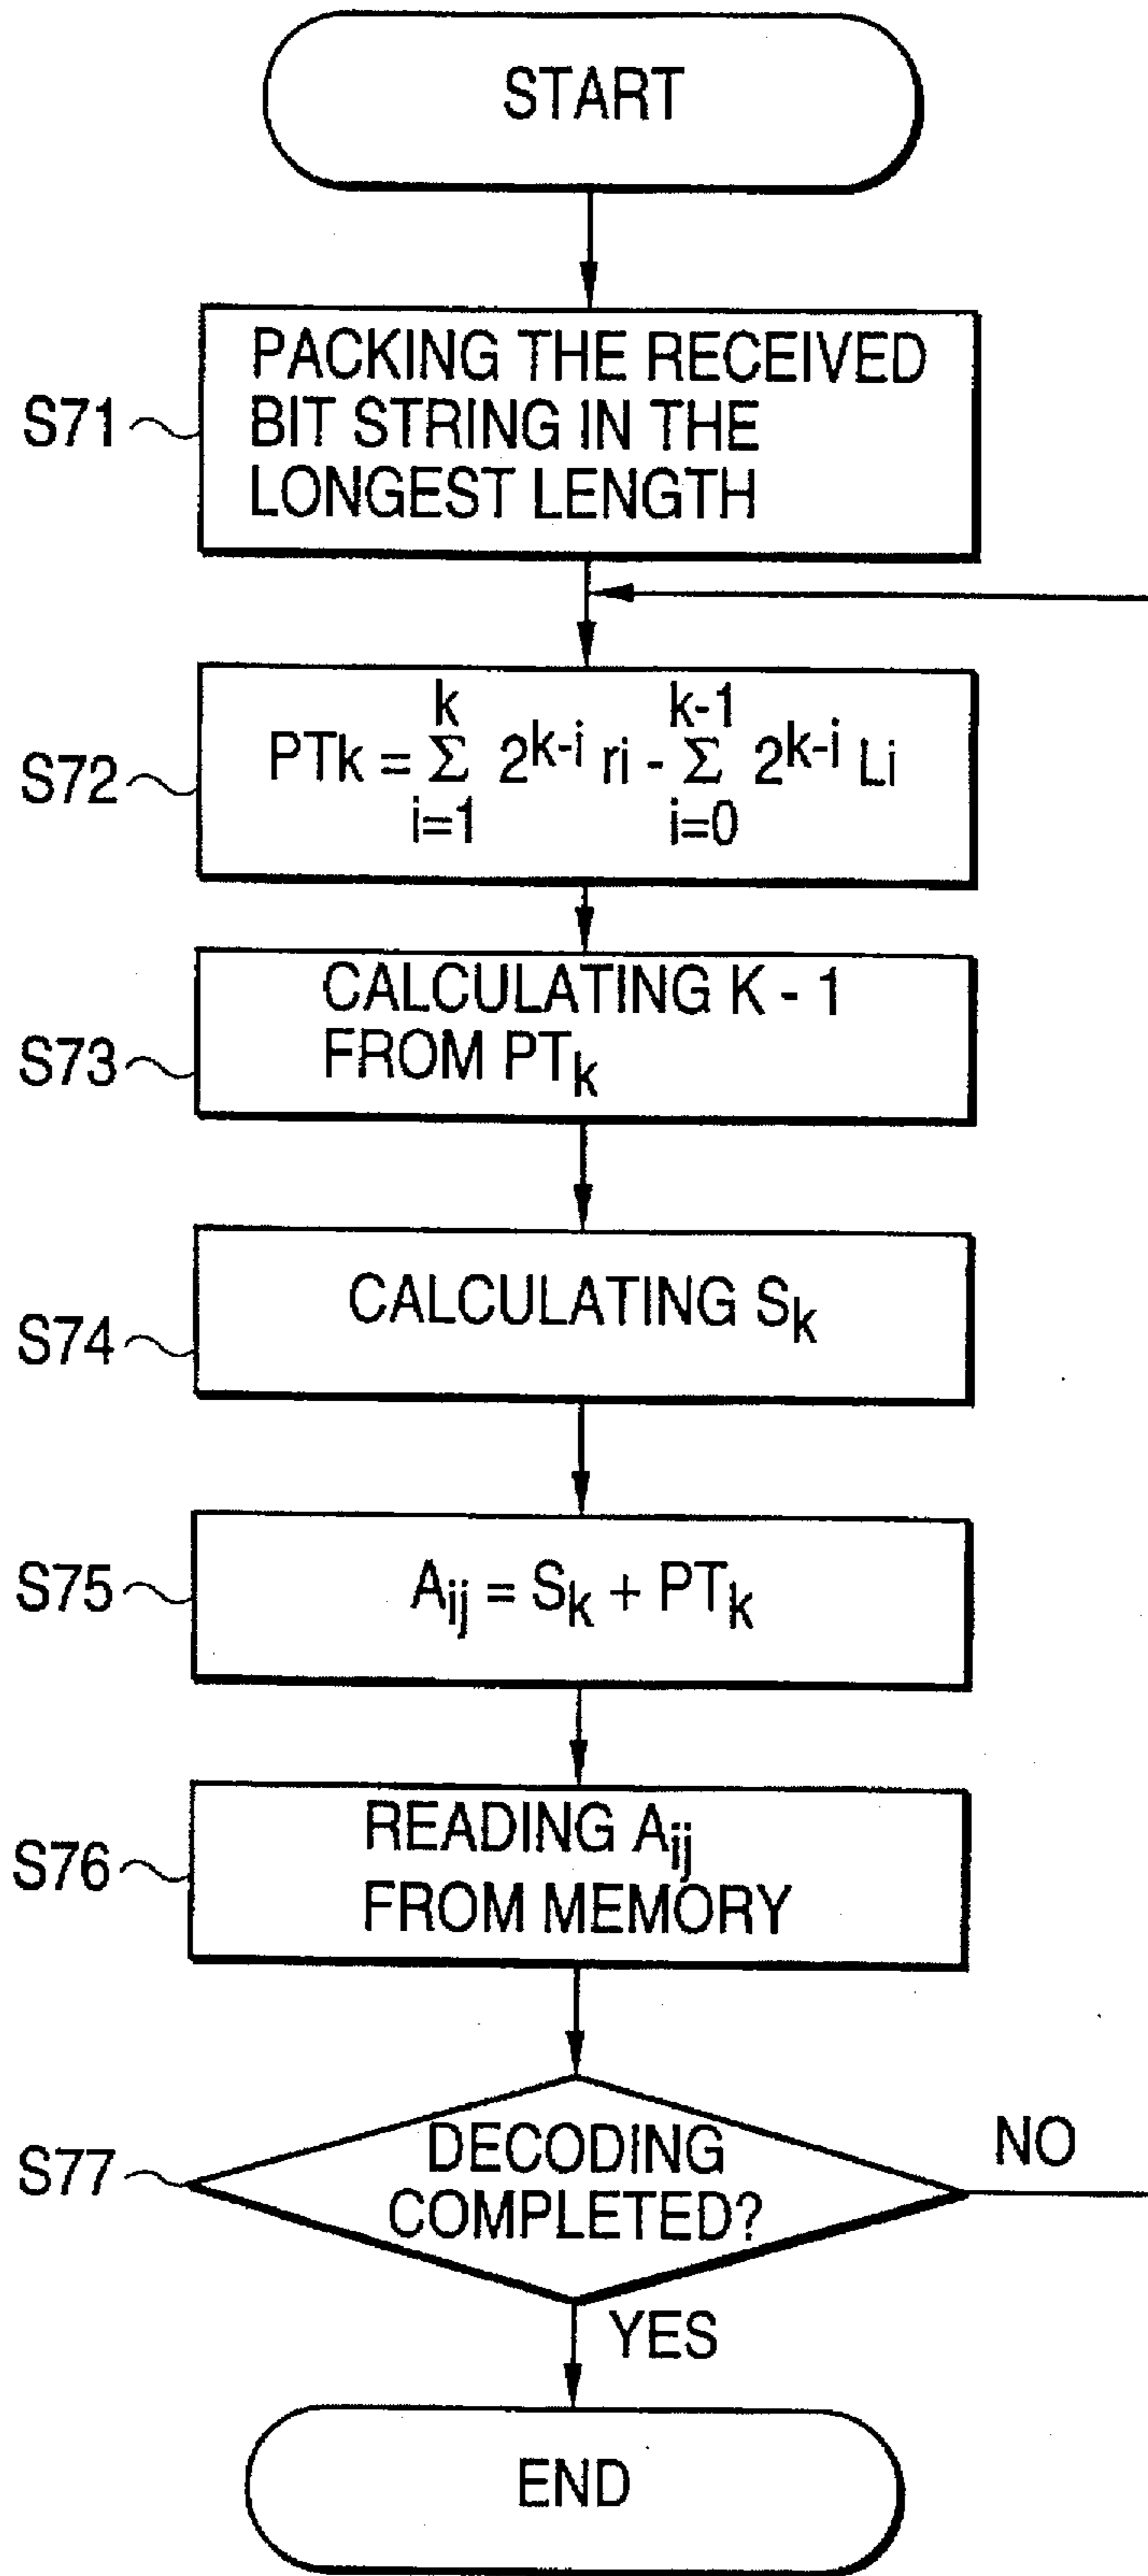 START
S71
PACKING THE RECEIVED
BIT STRING IN THE
LONGEST LENGTH
S72
k k-1
PTk = Σ 2^k-i ri - Σ 2^k-i Li
i=1 i=0
S73
CALCULATING K - 1
FROM PTk
S74
CALCULATING Sk
S75
Aij = Sk + PTk
S76
READING Aij
FROM MEMORY
S77
DECODING
COMPLETED?
NO
YES
END